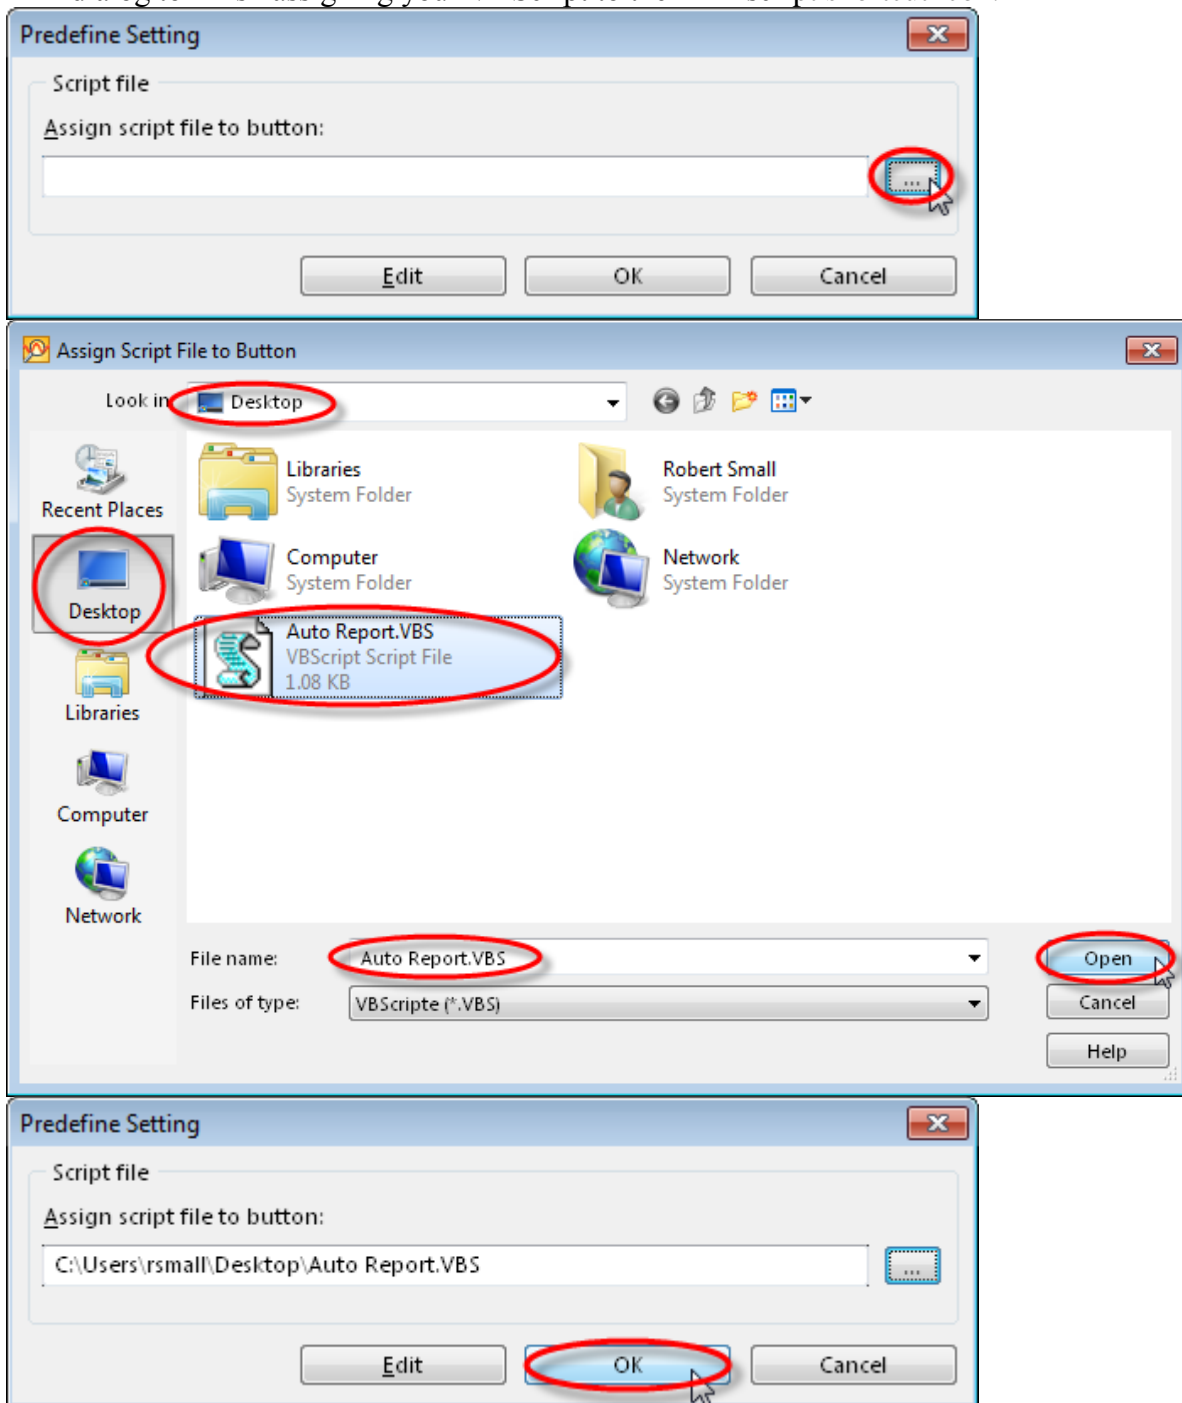 Predefine Setting
Script file
Assign script file to button:
...
Edit OK Cancel
Assign Script File to Button
Look in Desktop
Libraries
System Folder
Robert Small
System Folder
Recent Places
Computer
System Folder
Network
System Folder
Desktop
Auto Report.VBS
VBScript Script File
1.08 KB
Libraries
Computer
Network
File name: Auto Report.VBS Open
Files of type: VBScripte (*.VBS) Cancel
Help
Predefine Setting
Script file
Assign script file to button:
C:\Users\rsmall\Desktop\Auto Report.VBS ...
Edit OK Cancel